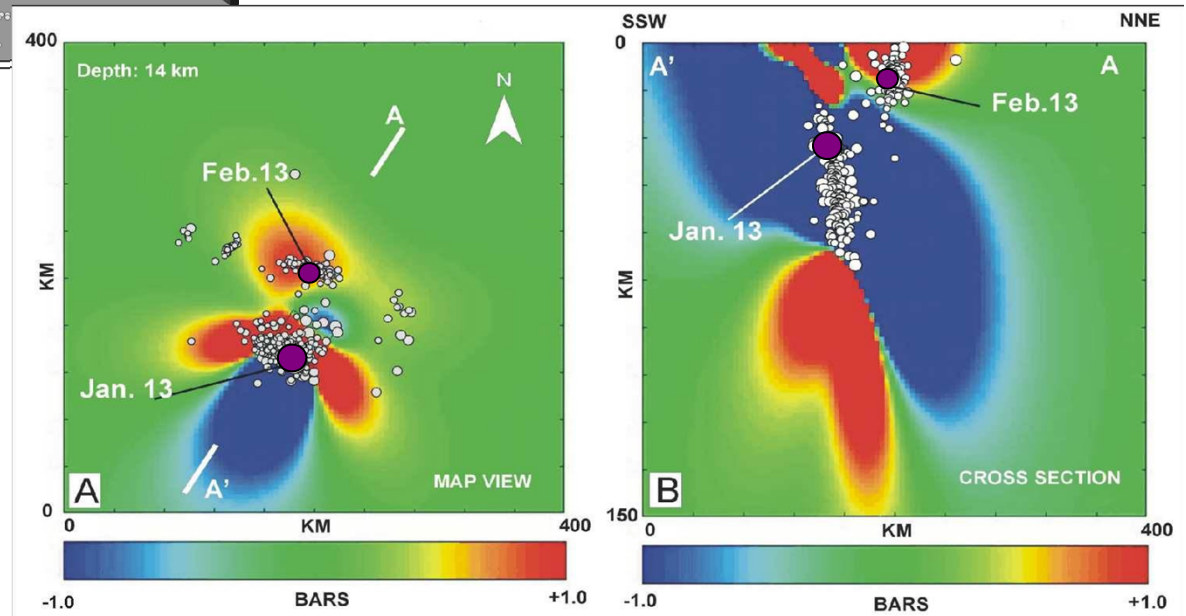 400
Depth: 14 km
N
A
Feb.13
KM
Jan. 13
A'
A
MAP VIEW
0
0
KM
400
-1.0
BARS
+1.0
SSW
NNE
0
A'
A
Feb.13
Jan. 13
KM
B
CROSS SECTION
150
0
KM
400
-1.0
BARS
+1.0